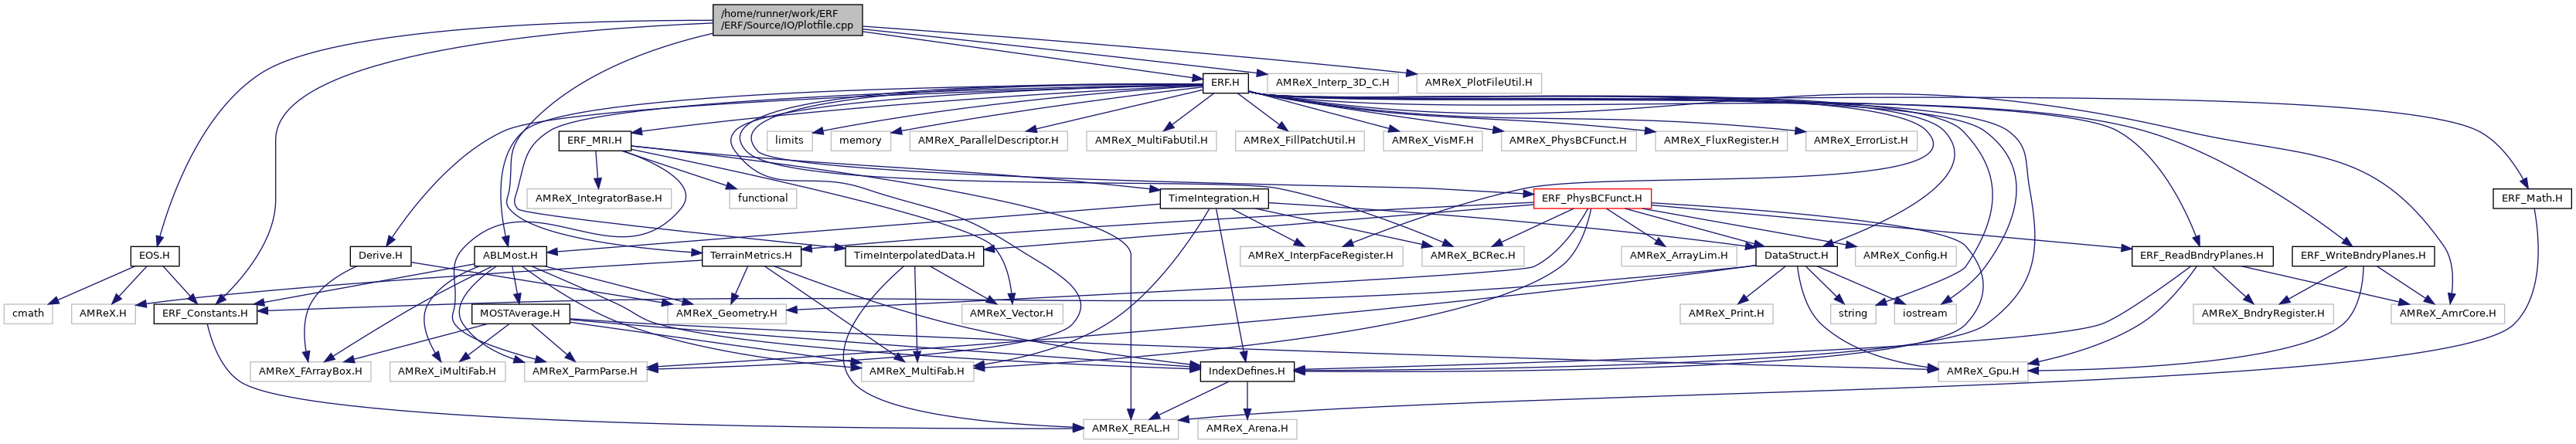 /home/runner/work/ERF
/ERF/Source/IO/Plotfile.cpp
ERF.H
AMReX_Interp_3D_C.H
AMReX_PlotFileUtil.H
ERF_MRI.H
limits
memory
AMReX_ParallelDescriptor.H
AMReX_MultiFabUtil.H
AMReX_FillPatchUtil.H
AMReX_VisMF.H
AMReX_PhysBCFunct.H
AMReX_FluxRegister.H
AMReX_ErrorList.H
AMReX_IntegratorBase.H
functional
TimeIntegration.H
ERF_PhysBCFunct.H
ERF_Math.H
EOS.H
Derive.H
ABLMost.H
TerrainMetrics.H
TimeInterpolatedData.H
AMReX_InterpFaceRegister.H
AMReX_BCRec.H
AMReX_ArrayLim.H
DataStruct.H
AMReX_Config.H
ERF_ReadBndryPlanes.H
ERF_WriteBndryPlanes.H
cmath
AMReX.H
ERF_Constants.H
MOSTAverage.H
AMReX_Geometry.H
AMReX_Vector.H
AMReX_Print.H
string
iostream
AMReX_BndryRegister.H
AMReX_AmrCore.H
AMReX_FArrayBox.H
AMReX_iMultiFab.H
AMReX_ParmParse.H
AMReX_MultiFab.H
IndexDefines.H
AMReX_Gpu.H
AMReX_REAL.H
AMReX_Arena.H